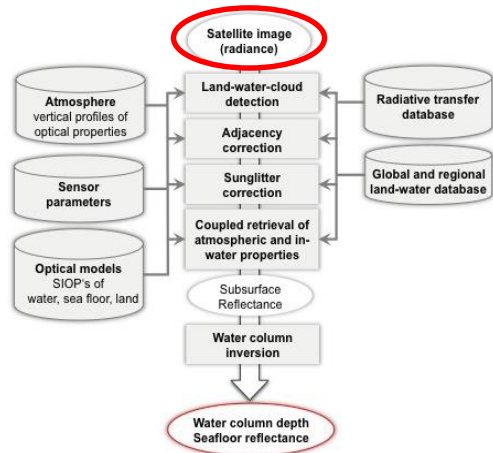 Satellite image
(radiance)
Land-water-cloud
detection
Atmosphere
vertical profiles of
optical properties
Radiative transfer
database
Adjacency
correction
Sunglitter
correction
Sensor
parameters
Global and regional
land-water database
Coupled retrieval of
atmospheric and in-
water properties
Optical models
SIOP's of
water, sea floor, land
Subsurface
Reflectance
Water column
inversion
Water column depth
Seafloor reflectance